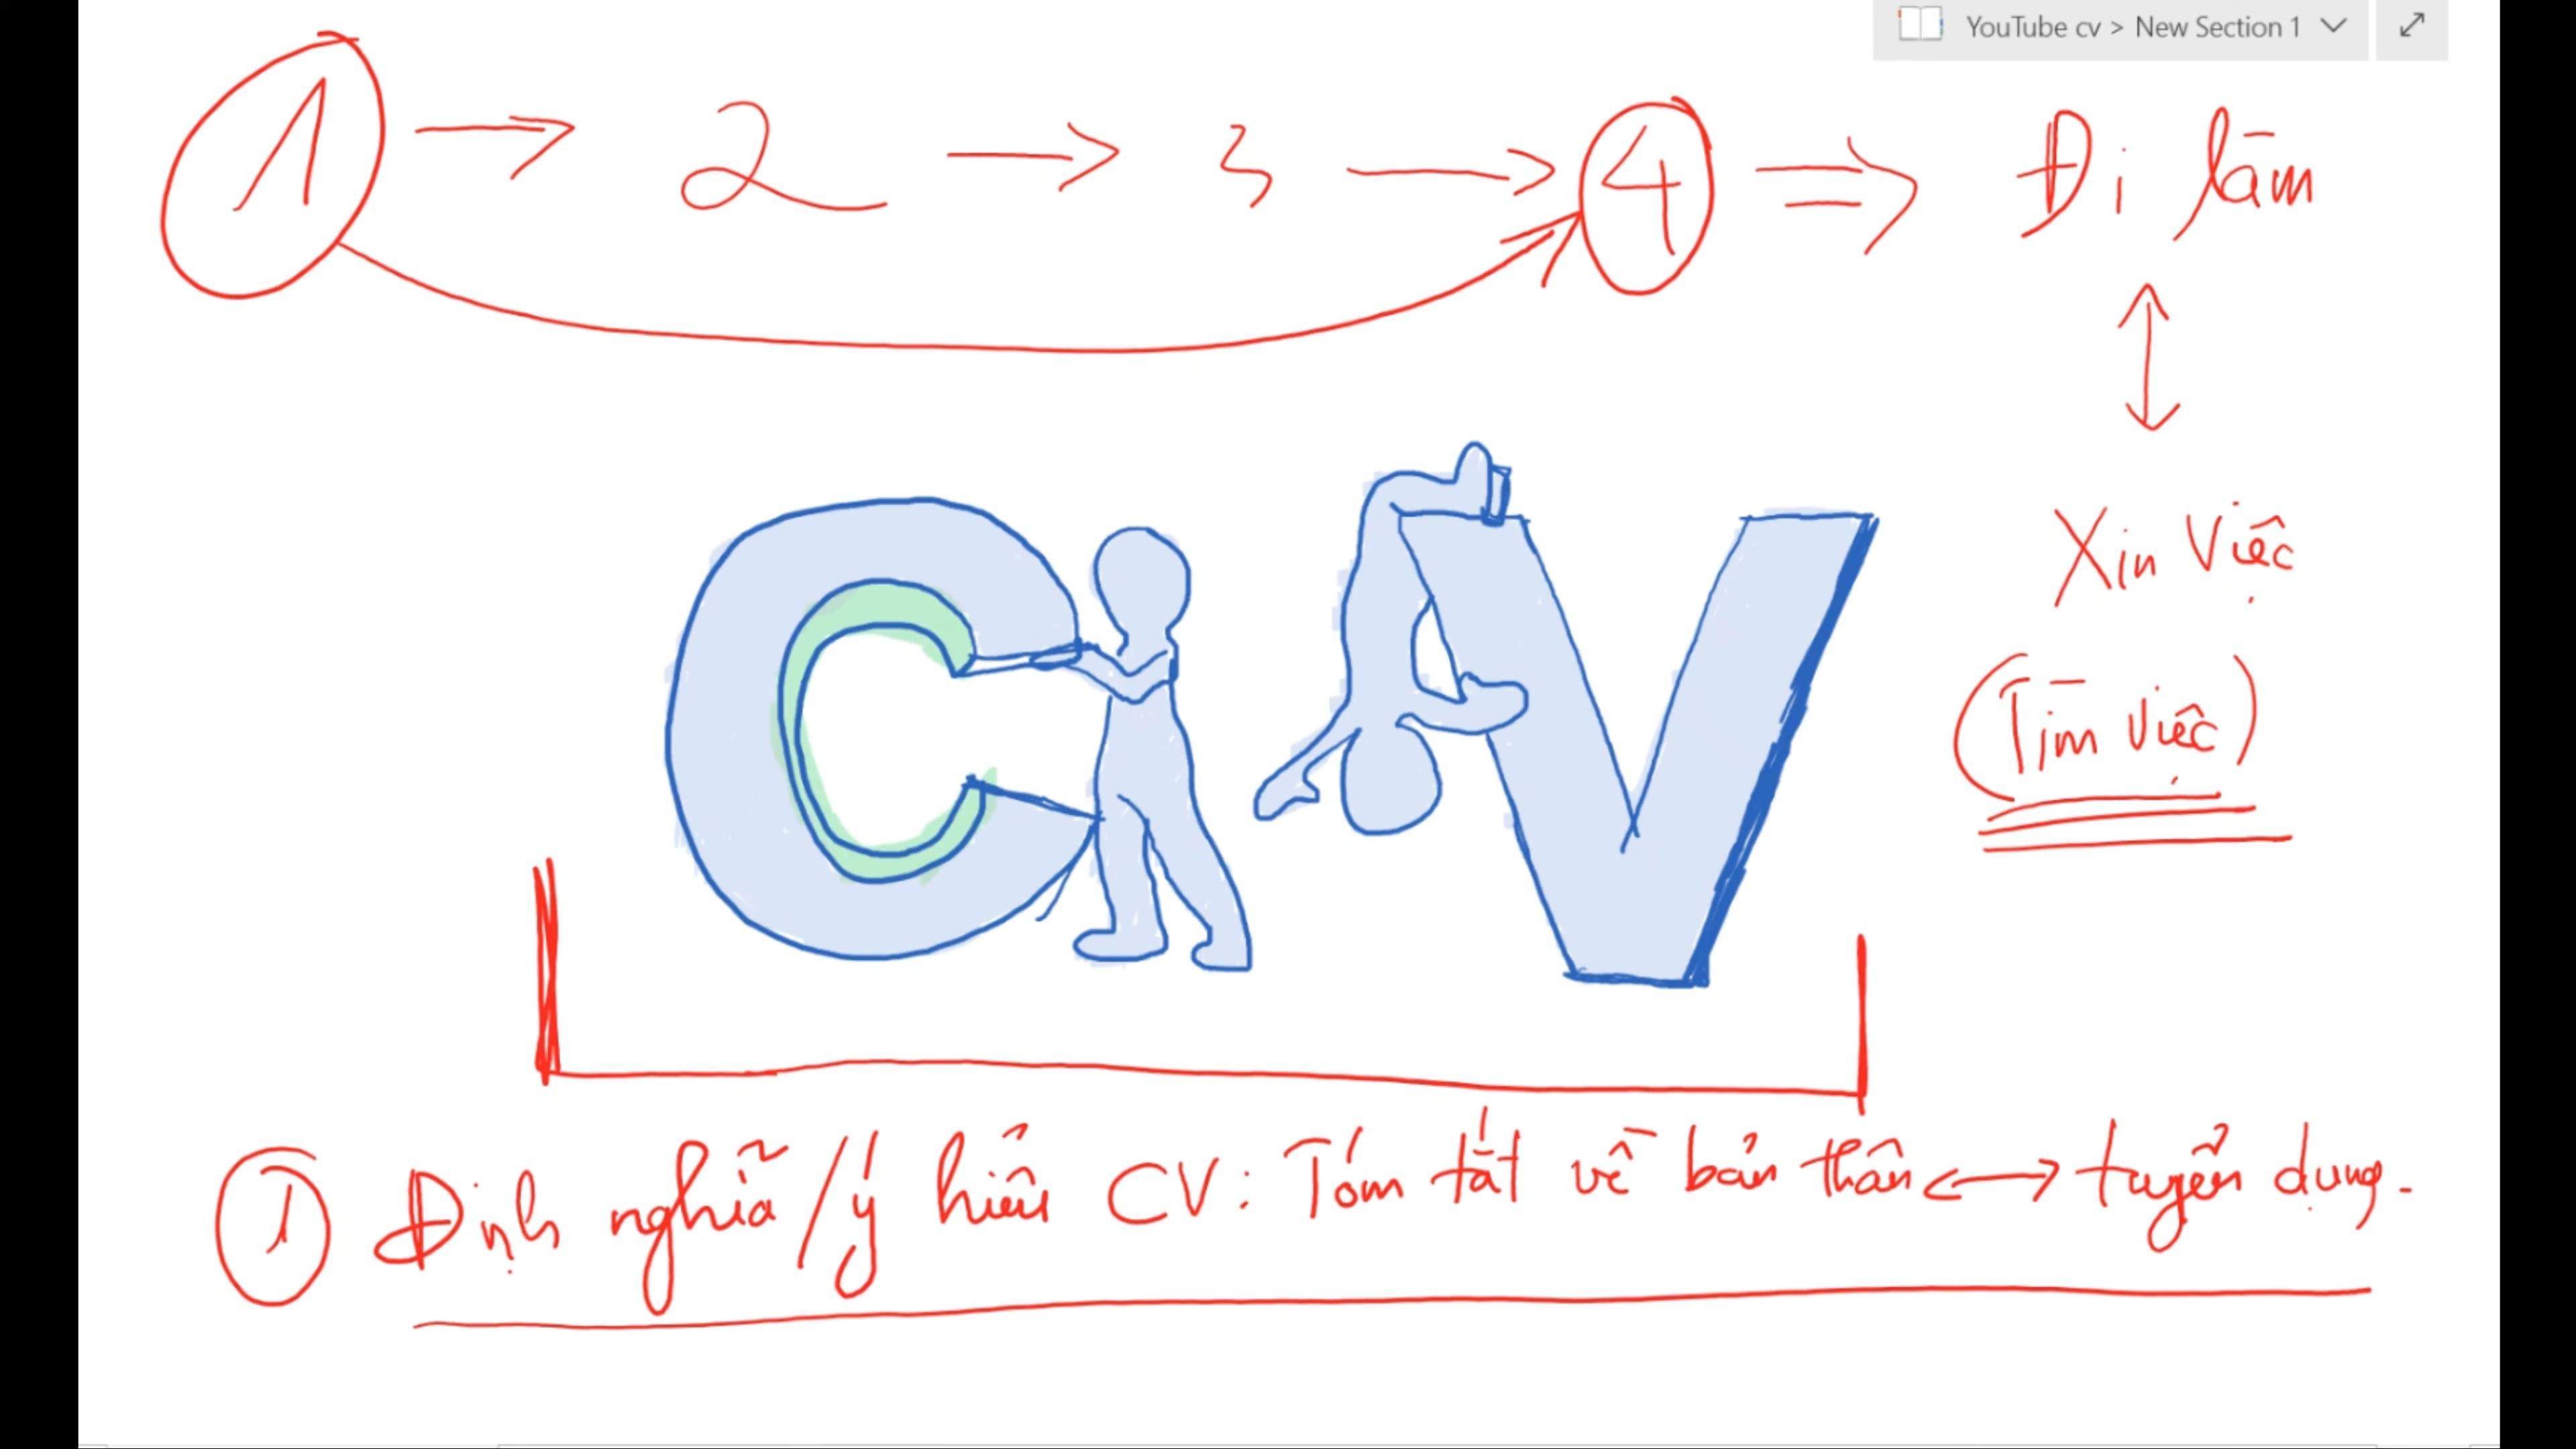 YouTube cv > New Section 1
1 → 2 → 3 → 4 ⇒ Đi làm
Xin việc
(Tìm việc)
CV
① Định nghĩa/ý hiểu CV: Tóm tắt về bản thân ↔ tuyển dụng.